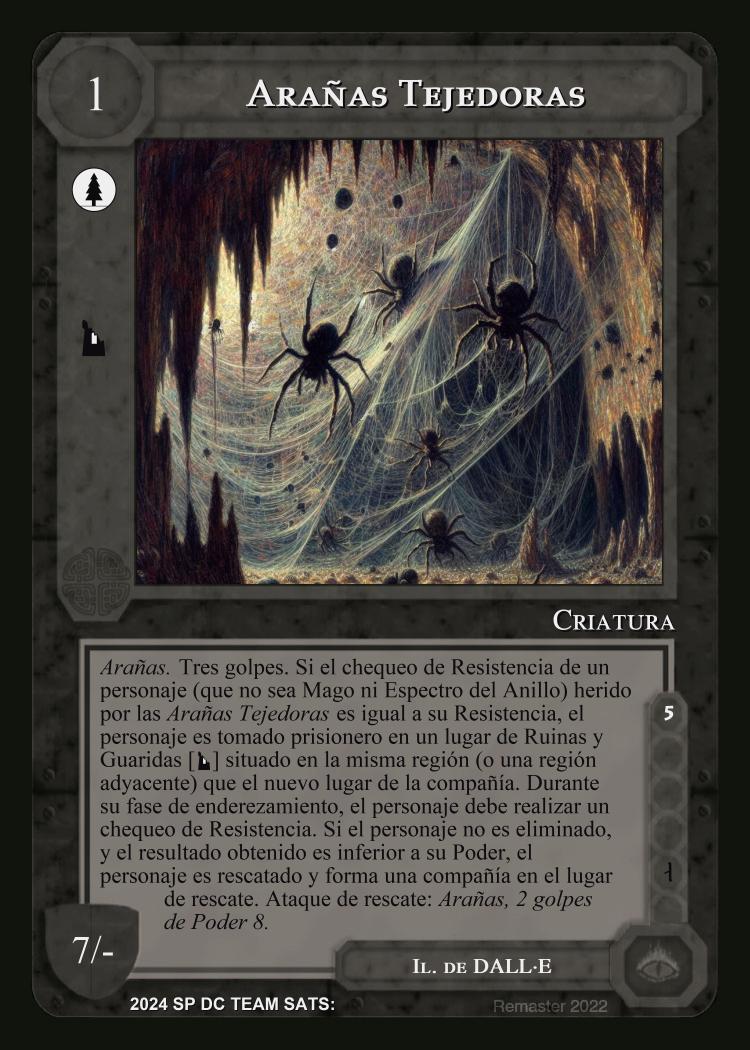 1
Arañas Tejedoras
Criatura
Arañas. Tres golpes. Si el chequeo de Resistencia de un
personaje (que no sea Mago ni Espectro del Anillo) herido
por las Arañas Tejedoras es igual a su Resistencia, el
personaje es tomado prisionero en un lugar de Ruinas y
Guaridas [ ] situado en la misma región (o una región
adyacente) que el nuevo lugar de la compañía. Durante
su fase de enderezamiento, el personaje debe realizar un
chequeo de Resistencia. Si el personaje no es eliminado,
y el resultado obtenido es inferior a su Poder, el
personaje es rescatado y forma una compañía en el lugar
de rescate. Ataque de rescate: Arañas, 2 golpes
de Poder 8.
5
7/-
Il. de DALL·E
2024 SP DC TEAM SATS:
Remaster 2022